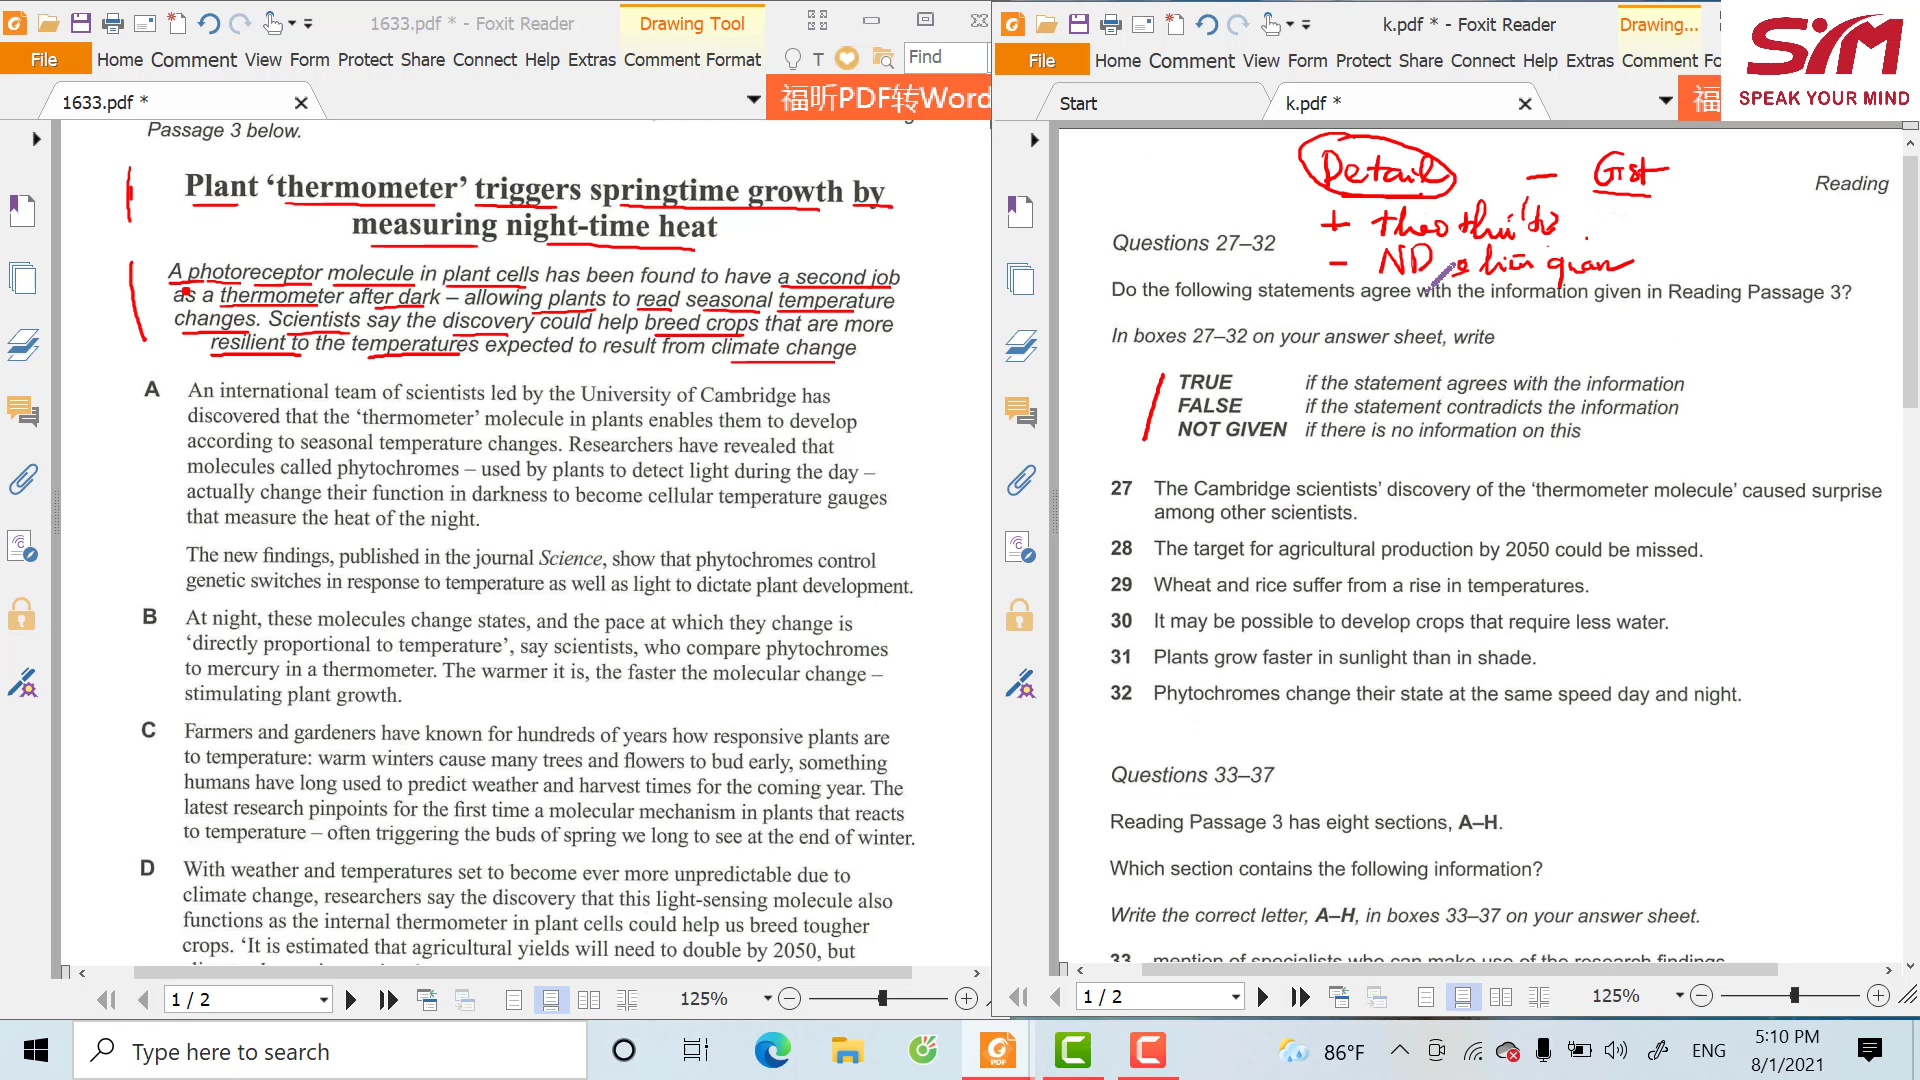 1633.pdf * - Foxit Reader
Drawing Tool
File
Home
Comment
View
Form
Protect
Share
Connect
Help
Extras
Comment Format
Find
1633.pdf *
福昕PDF转Word
Passage 3 below.
Plant ‘thermometer’ triggers springtime growth by
measuring night-time heat
A photoreceptor molecule in plant cells has been found to have a second job
as a thermometer after dark – allowing plants to read seasonal temperature
changes. Scientists say the discovery could help breed crops that are more
resilient to the temperatures expected to result from climate change
A An international team of scientists led by the University of Cambridge has
discovered that the ‘thermometer’ molecule in plants enables them to develop
according to seasonal temperature changes. Researchers have revealed that
molecules called phytochromes – used by plants to detect light during the day –
actually change their function in darkness to become cellular temperature gauges
that measure the heat of the night.
The new findings, published in the journal Science, show that phytochromes control
genetic switches in response to temperature as well as light to dictate plant development.
B At night, these molecules change states, and the pace at which they change is
‘directly proportional to temperature’, say scientists, who compare phytochromes
to mercury in a thermometer. The warmer it is, the faster the molecular change –
stimulating plant growth.
C Farmers and gardeners have known for hundreds of years how responsive plants are
to temperature: warm winters cause many trees and flowers to bud early, something
humans have long used to predict weather and harvest times for the coming year. The
latest research pinpoints for the first time a molecular mechanism in plants that reacts
to temperature – often triggering the buds of spring we long to see at the end of winter.
D With weather and temperatures set to become ever more unpredictable due to
climate change, researchers say the discovery that this light-sensing molecule also
functions as the internal thermometer in plant cells could help us breed tougher
crops. ‘It is estimated that agricultural yields will need to double by 2050, but
1 / 2
125%
k.pdf * - Foxit Reader
Drawing...
File
Home
Comment
View
Form
Protect
Share
Connect
Help
Extras
Comment
For
SIM
SPEAK YOUR MIND
Start
k.pdf *
福
Detail – Gist
+ theo thứ tự
- ND liên quan
Reading
Questions 27–32
Do the following statements agree with the information given in Reading Passage 3?
In boxes 27–32 on your answer sheet, write
TRUE if the statement agrees with the information
FALSE if the statement contradicts the information
NOT GIVEN if there is no information on this
27 The Cambridge scientists’ discovery of the ‘thermometer molecule’ caused surprise
among other scientists.
28 The target for agricultural production by 2050 could be missed.
29 Wheat and rice suffer from a rise in temperatures.
30 It may be possible to develop crops that require less water.
31 Plants grow faster in sunlight than in shade.
32 Phytochromes change their state at the same speed day and night.
Questions 33–37
Reading Passage 3 has eight sections, A–H.
Which section contains the following information?
Write the correct letter, A–H, in boxes 33–37 on your answer sheet.
33 mention of specialists who can make use of the research findings
1 / 2
125%
Type here to search
86°F
ENG
5:10 PM
8/1/2021